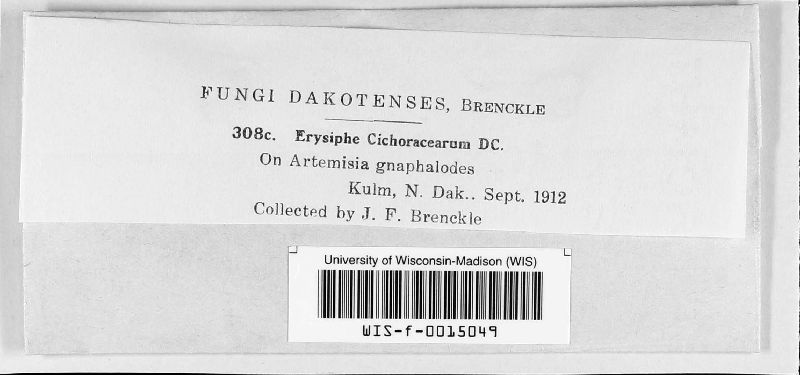 FUNGI DAKOTENSES, BRENCKLE
308c. Erysiphe Cichoracearum DC.
On Artemisia gnaphalodes
Kulm, N. Dak.. Sept. 1912
Collected by J. F. Brenckle
University of Wisconsin-Madison (WIS)
WIS-f-0015049